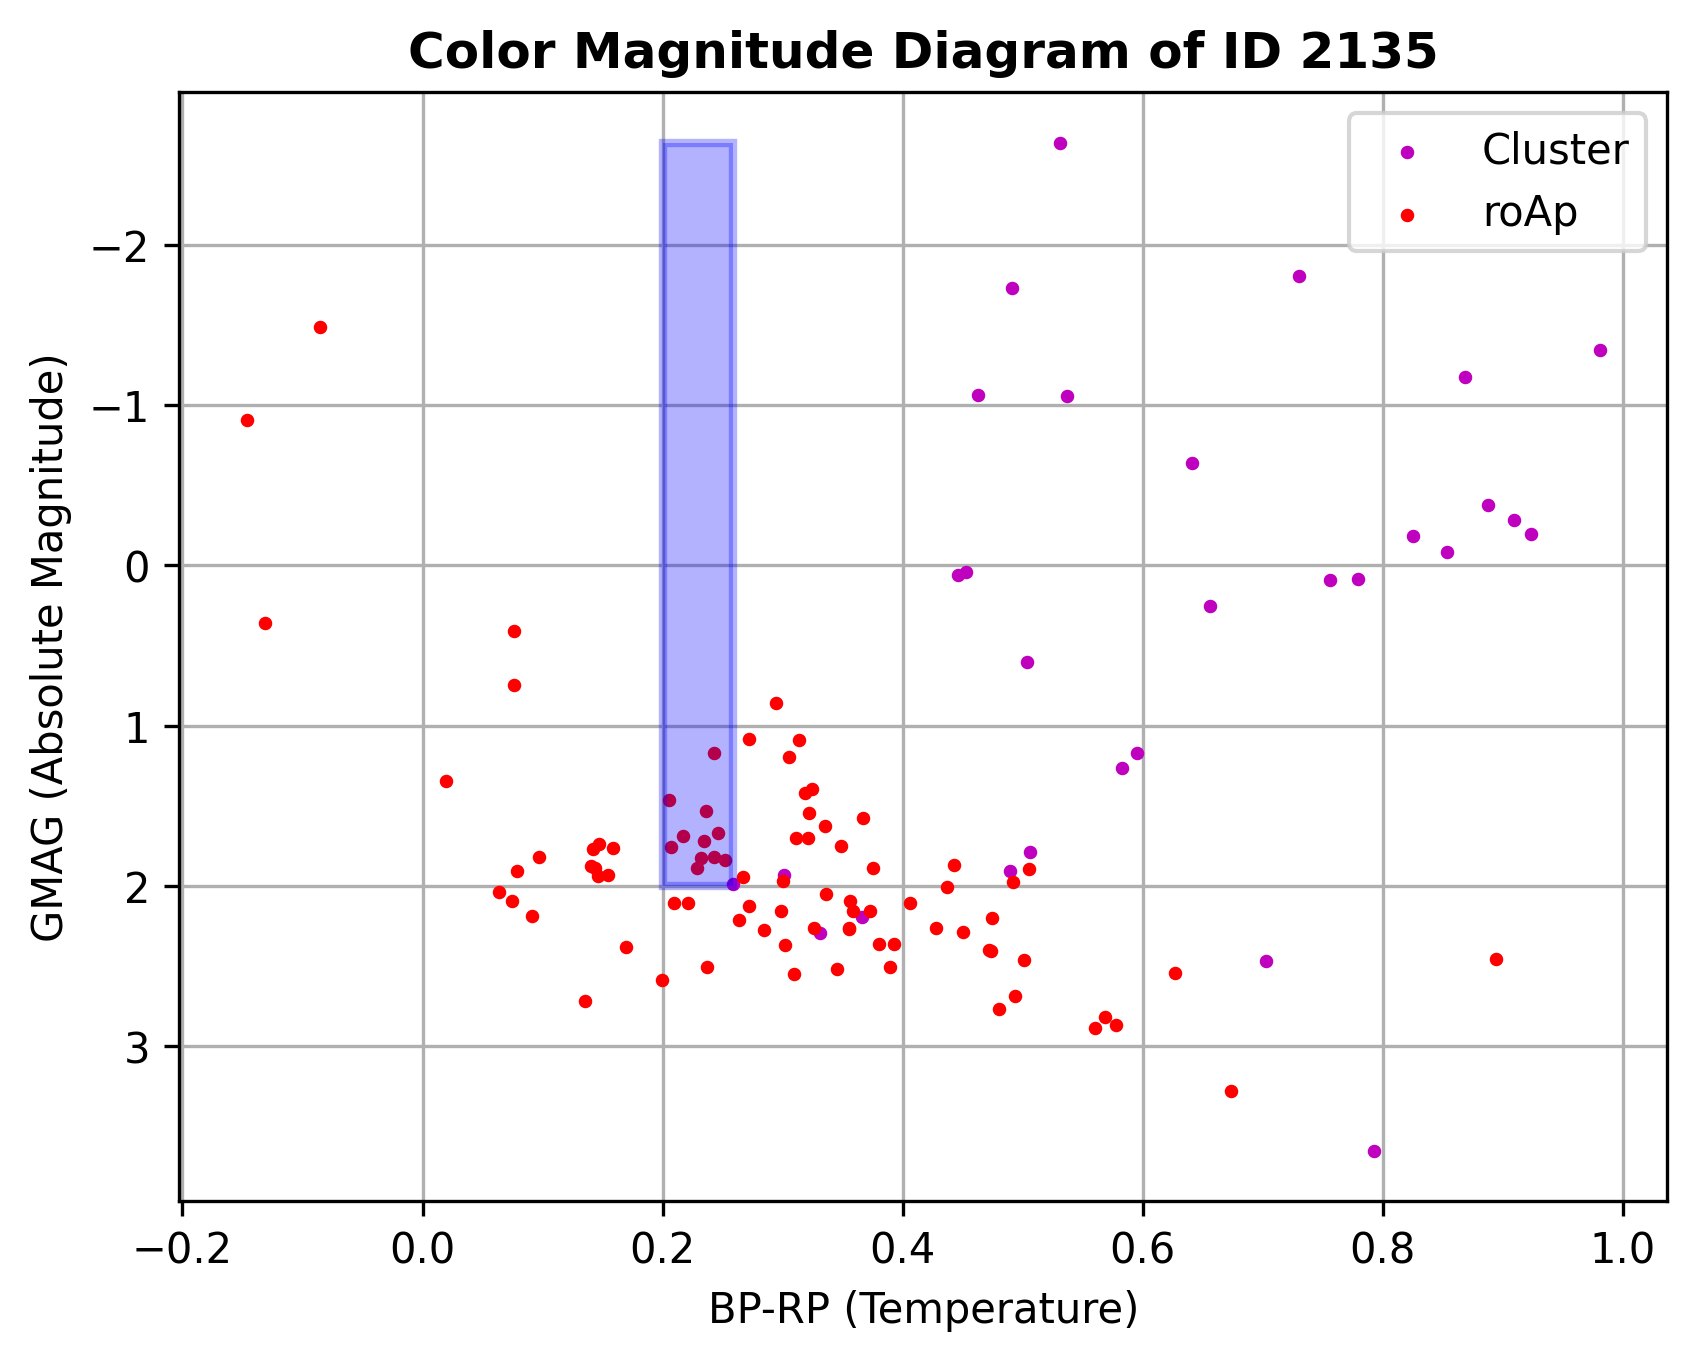 Color Magnitude Diagram of ID 2135
Cluster
roAp
GMAG (Absolute Magnitude)
−2
−1
0
1
2
3
−0.2 0.0 0.2 0.4 0.6 0.8 1.0
BP-RP (Temperature)